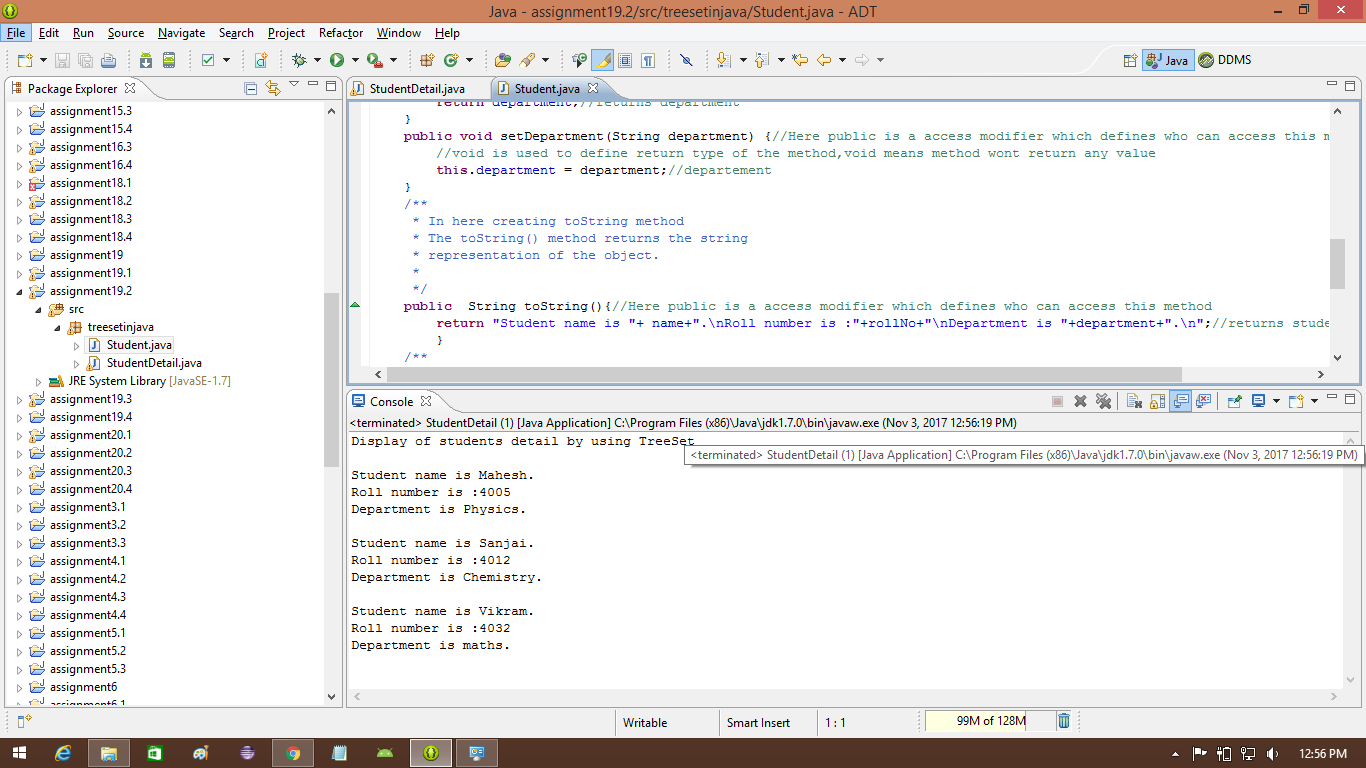 Java - assignment19.2/src/treesetinjava/Student.java - ADT
File Edit Run Source Navigate Search Project Refactor Window Help
Java DDMS
Package Explorer
assignment15.3
assignment15.4
assignment16.3
assignment16.4
assignment18.1
assignment18.2
assignment18.3
assignment18.4
assignment19
assignment19.1
assignment19.2
src
treesetinjava
Student.java
StudentDetail.java
JRE System Library [JavaSE-1.7]
assignment19.3
assignment19.4
assignment20.1
assignment20.2
assignment20.3
assignment20.4
assignment3.1
assignment3.2
assignment3.3
assignment4.1
assignment4.2
assignment4.3
assignment4.4
assignment5.1
assignment5.2
assignment5.3
assignment6
assignment6.1
StudentDetail.java Student.java
return department;//returns department
}
public void setDepartment(String department) {//Here public is a access modifier which defines who can access this m
//void is used to define return type of the method,void means method wont return any value
this.department = department;//departement
}
/**
* In here creating toString method
* The toString() method returns the string
* representation of the object.
*
*/
public  String toString(){//Here public is a access modifier which defines who can access this method
return "Student name is "+ name+".\nRoll number is :"+rollNo+"\nDepartment is "+department+".\n";//returns stude
}
/**
Console
<terminated> StudentDetail (1) [Java Application] C:\Program Files (x86)\Java\jdk1.7.0\bin\javaw.exe (Nov 3, 2017 12:56:19 PM)
Display of students detail by using TreeSet
<terminated> StudentDetail (1) [Java Application] C:\Program Files (x86)\Java\jdk1.7.0\bin\javaw.exe (Nov 3, 2017 12:56:19 PM)
Student name is Mahesh.
Roll number is :4005
Department is Physics.
Student name is Sanjai.
Roll number is :4012
Department is Chemistry.
Student name is Vikram.
Roll number is :4032
Department is maths.
Writable Smart Insert 1 : 1 99M of 128M
12:56 PM